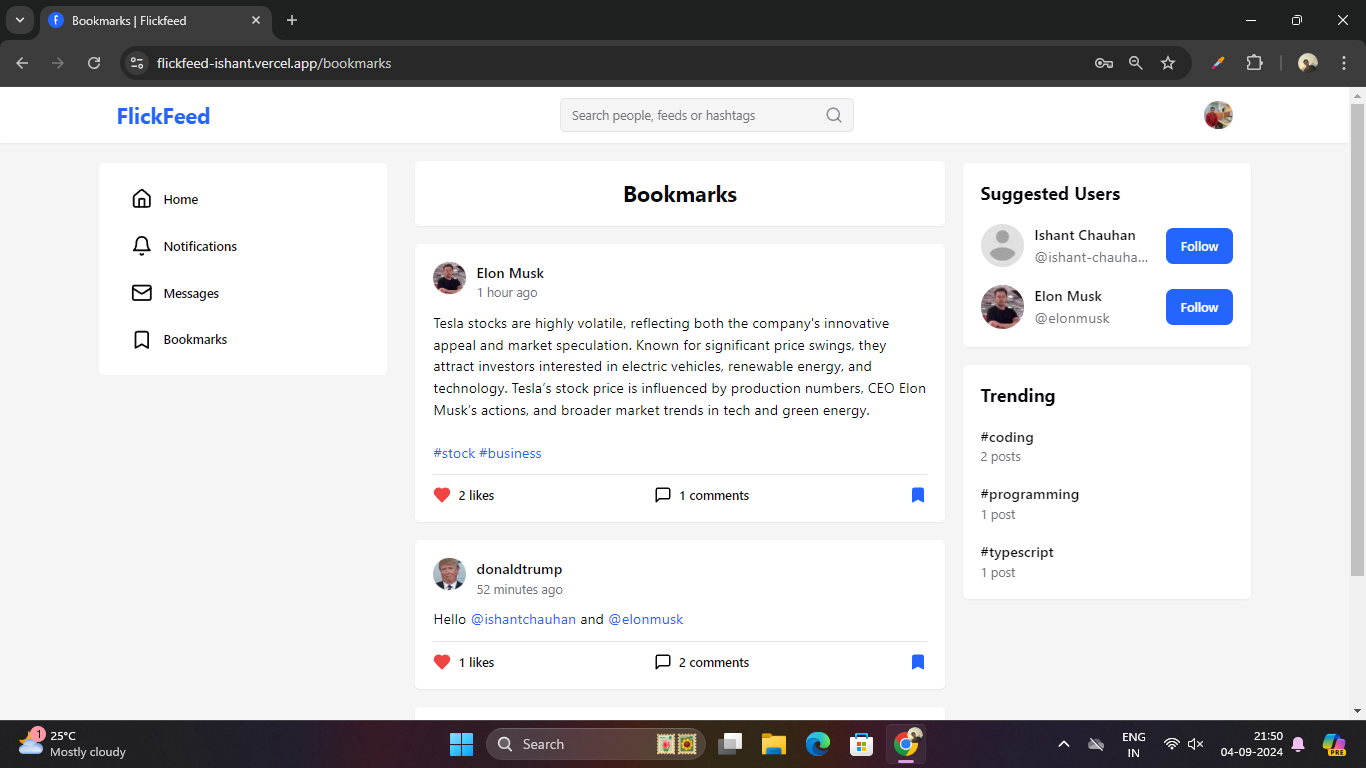 Bookmarks | Flickfeed
flickfeed-ishant.vercel.app/bookmarks
FlickFeed
Search people, feeds or hashtags
Home
Notifications
Messages
Bookmarks
Bookmarks
Elon Musk
1 hour ago
Tesla stocks are highly volatile, reflecting both the company's innovative
appeal and market speculation. Known for significant price swings, they
attract investors interested in electric vehicles, renewable energy, and
technology. Tesla's stock price is influenced by production numbers, CEO Elon
Musk's actions, and broader market trends in tech and green energy.
#stock #business
2 likes
1 comments
donaldtrump
52 minutes ago
Hello @ishantchauhan and @elonmusk
1 likes
2 comments
Suggested Users
Ishant Chauhan
@ishant-chauha...
Follow
Elon Musk
@elonmusk
Follow
Trending
#coding
2 posts
#programming
1 post
#typescript
1 post
1
25°C
Mostly cloudy
Search
ENG
IN
21:50
04-09-2024
PRE